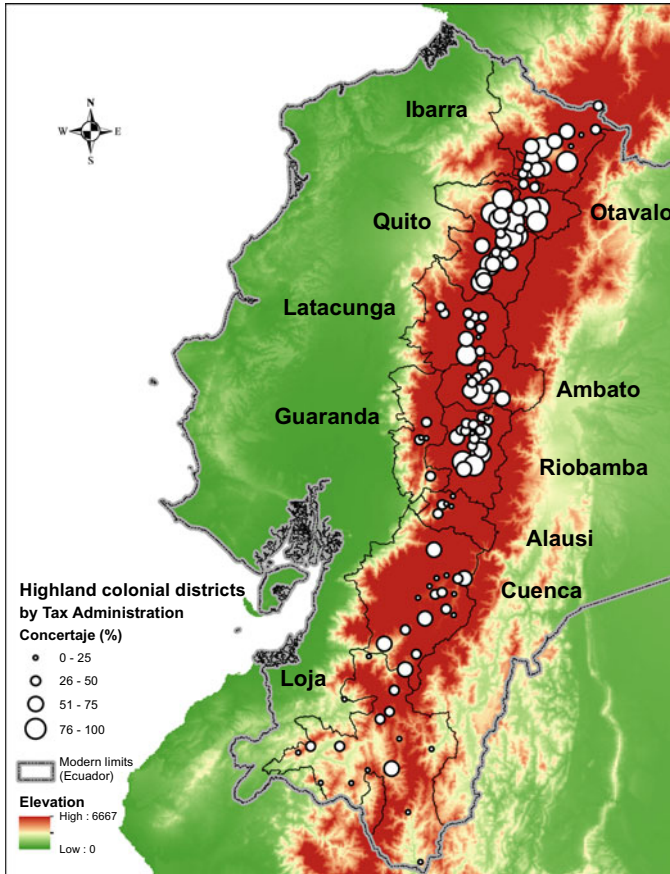 N
W E
S
Ibarra
Otavalo
Quito
Latacunga
Ambato
Guaranda
Riobamba
Alausi
Cuenca
Loja
Highland colonial districts
by Tax Administration
Concertaje (%)
0 - 25
26 - 50
51 - 75
76 - 100
Modern limits
(Ecuador)
Elevation
High : 6667
Low : 0